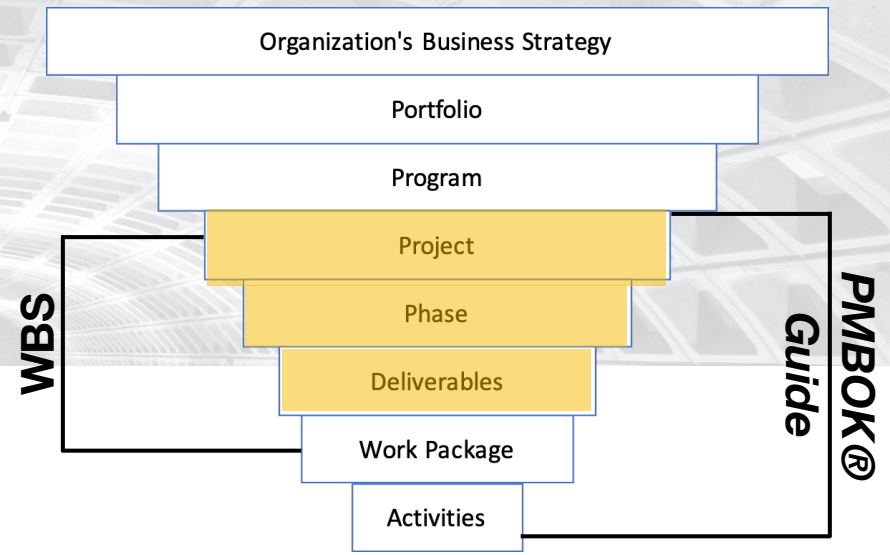 Organization's Business Strategy
Portfolio
Program
Project
Phase
Deliverables
Work Package
Activities
WBS
PMBOK®
Guide